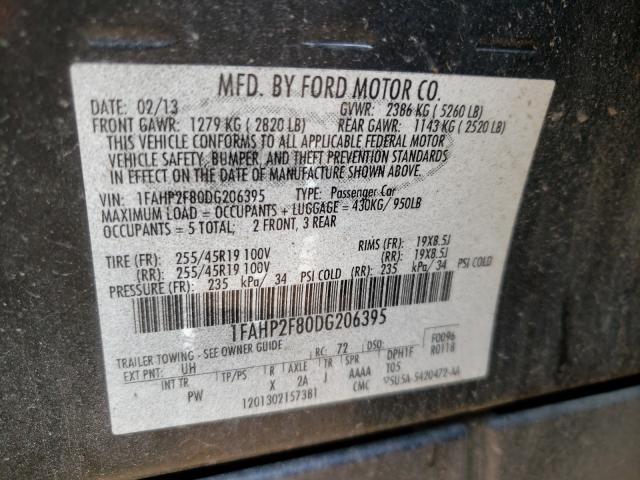 MFD. BY FORD MOTOR CO.
DATE: 02/13 GVWR: 2386 KG ( 5260 LB)
FRONT GAWR: 1279 KG ( 2820 LB) REAR GAWR: 1143 KG ( 2520 LB)
THIS VEHICLE CONFORMS TO ALL APPLICABLE FEDERAL MOTOR
VEHICLE SAFETY, BUMPER, AND THEFT PREVENTION STANDARDS
IN EFFECT ON THE DATE OF MANUFACTURE SHOWN ABOVE.
VIN: 1FAHP2F80DG206395 TYPE: Passenger Car
MAXIMUM LOAD = OCCUPANTS + LUGGAGE = 430KG/ 950LB
OCCUPANTS = 5 TOTAL; 2 FRONT, 3 REAR
TIRE (FR): 255/45R19 100V RIMS (FR): 19X8.5J
(RR): 255/45R19 100V (RR): 19X8.5J
PRESSURE (FR): 235 kPa/ 34 PSI COLD (RR): 235 kPa/ 34 PSI COLD
1FAHP2F80DG206395
TRAILER TOWING - SEE OWNER GUIDE RC: 72 DSO: F0096
EXT PNT: UH R AXLE TR SPR DPHTF R0118
INT TR TP/PS X 2A J AAAA T05
PW 1201302157381 CMC 5U5A-5420472-AA